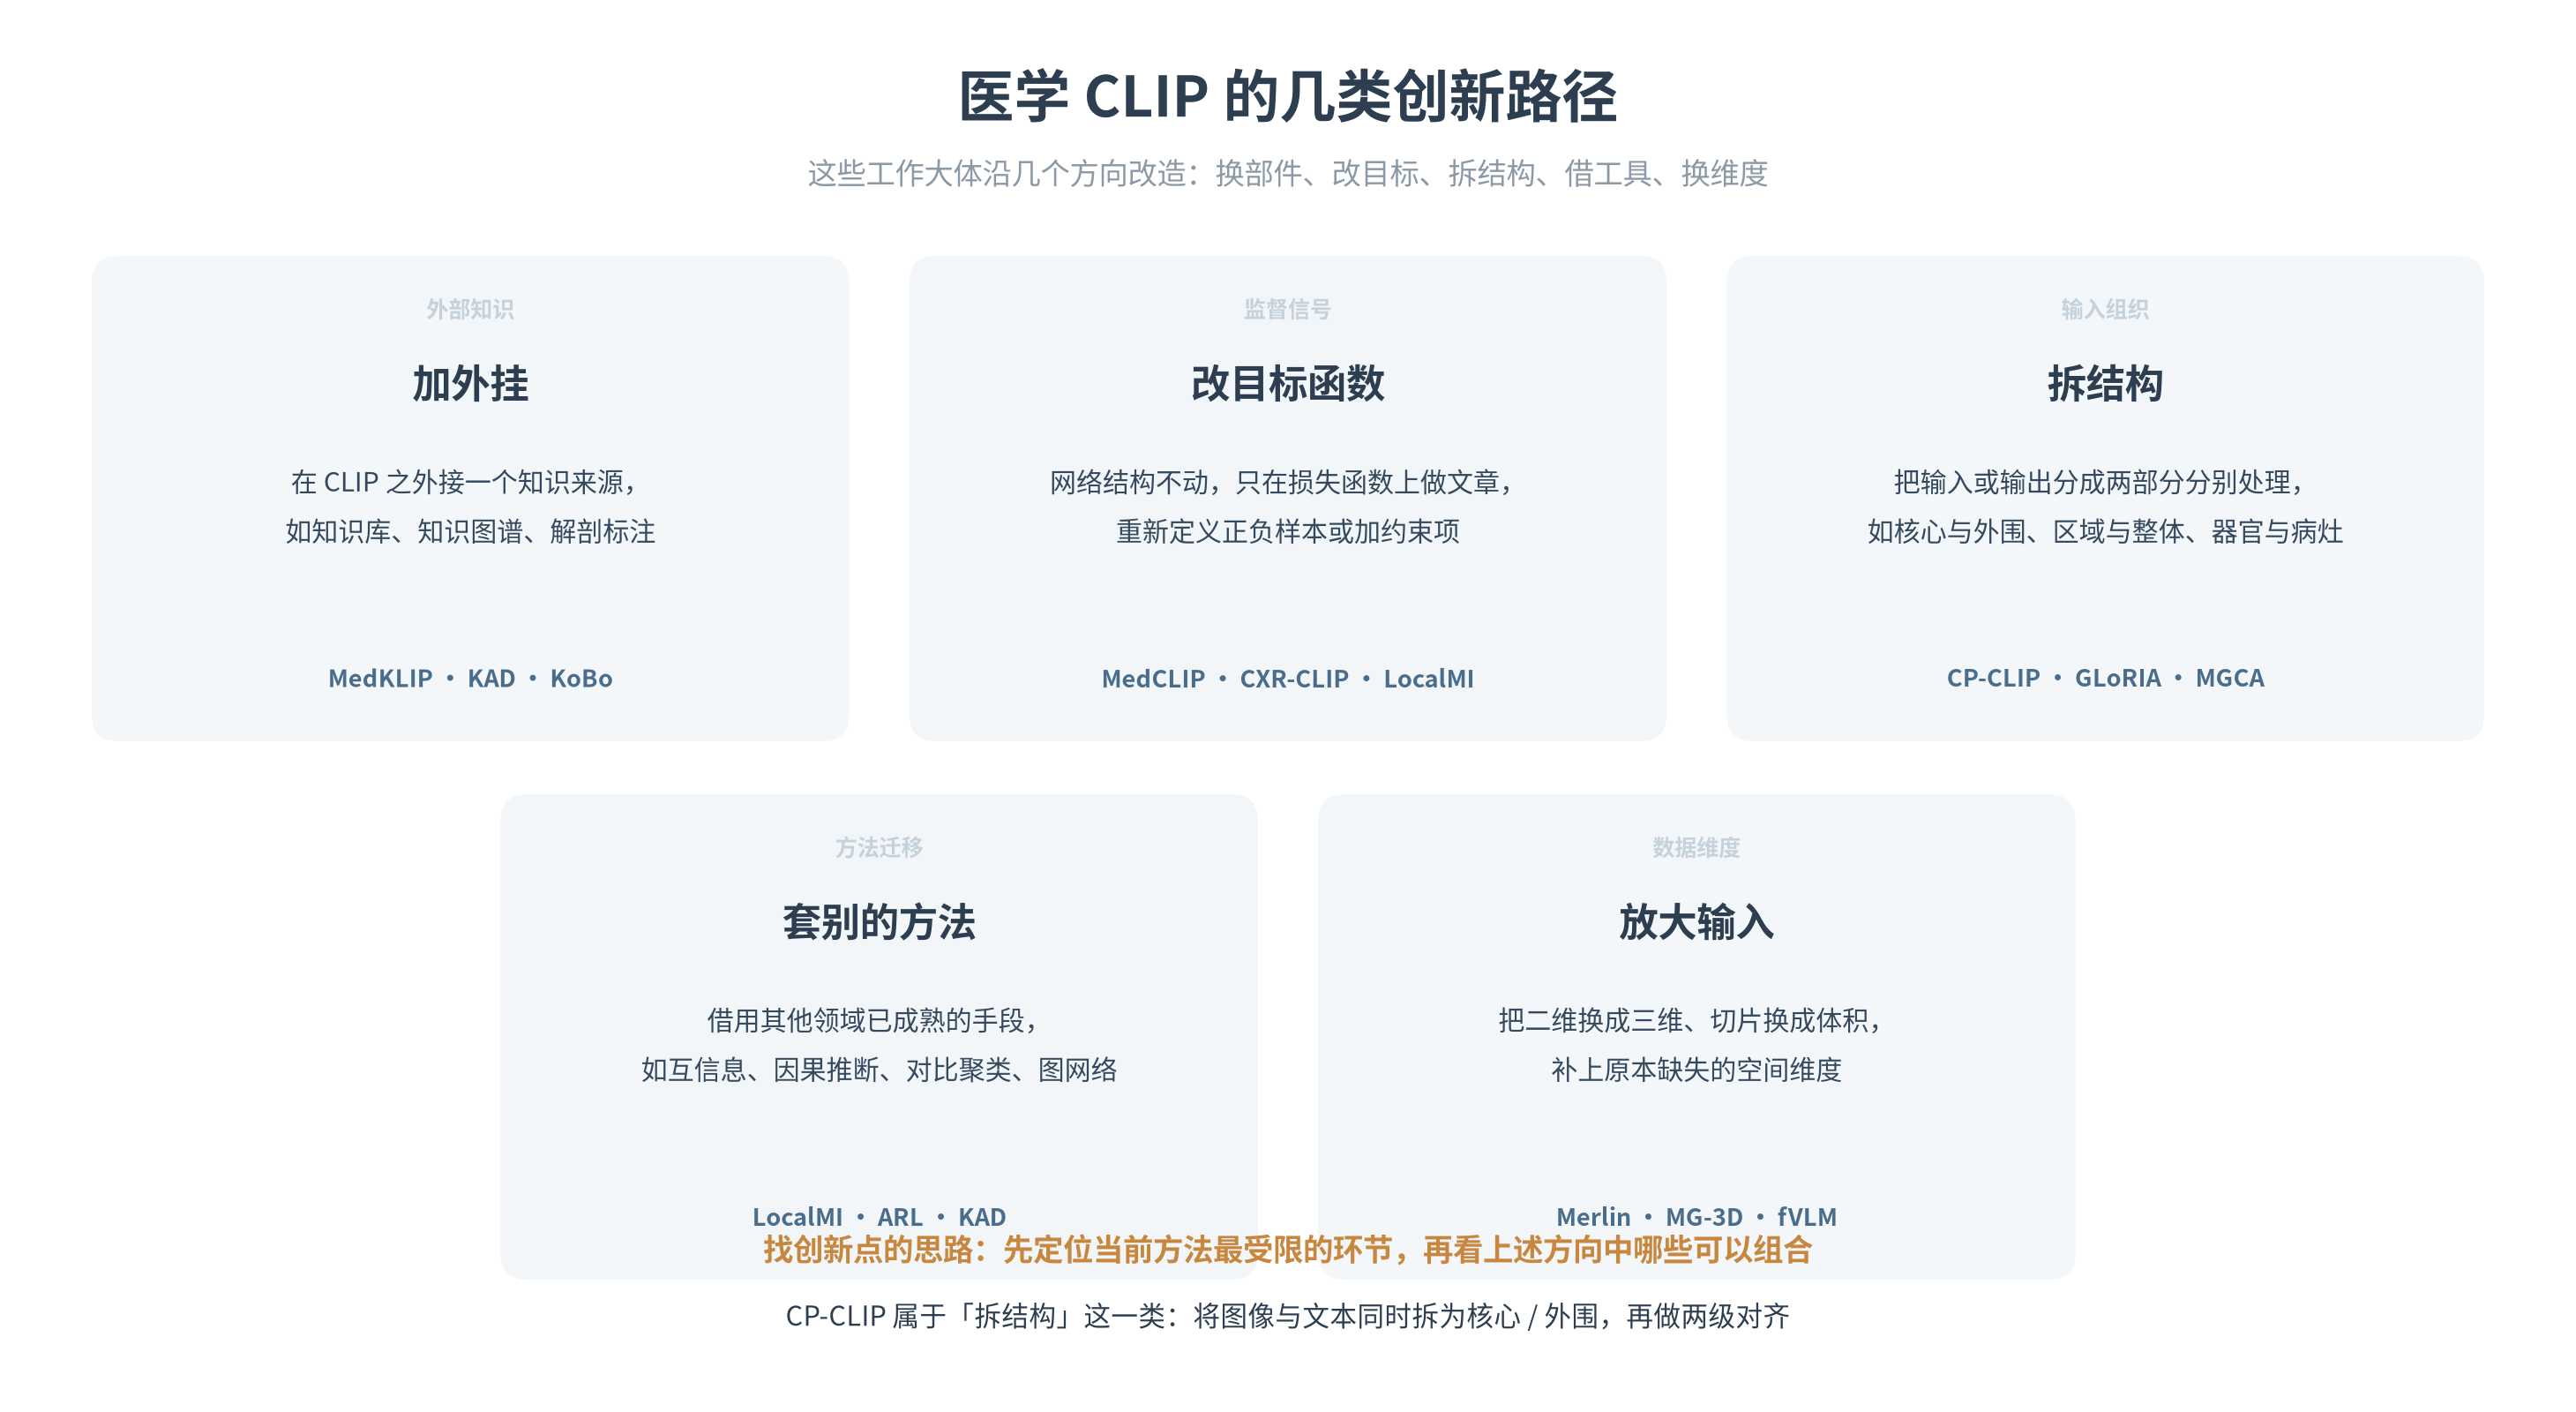 医学 CLIP 的几类创新路径
这些工作大体沿几个方向改造：换部件、改目标、拆结构、借工具、换维度
外部知识
加外挂
在 CLIP 之外接一个知识来源，
如知识库、知识图谱、解剖标注
MedKLIP · KAD · KoBo
监督信号
改目标函数
网络结构不动，只在损失函数上做文章，
重新定义正负样本或加约束项
MedCLIP · CXR-CLIP · LocalMI
输入组织
拆结构
把输入或输出分成两部分分别处理，
如核心与外围、区域与整体、器官与病灶
CP-CLIP · GLoRIA · MGCA
方法迁移
套别的方法
借用其他领域已成熟的手段，
如互信息、因果推断、对比聚类、图网络
LocalMI · ARL · KAD
数据维度
放大输入
把二维换成三维、切片换成体积，
补上原本缺失的空间维度
Merlin · MG-3D · fVLM
找创新点的思路：先定位当前方法最受限的环节，再看上述方向中哪些可以组合
CP-CLIP 属于「拆结构」这一类：将图像与文本同时拆为核心 / 外围，再做两级对齐